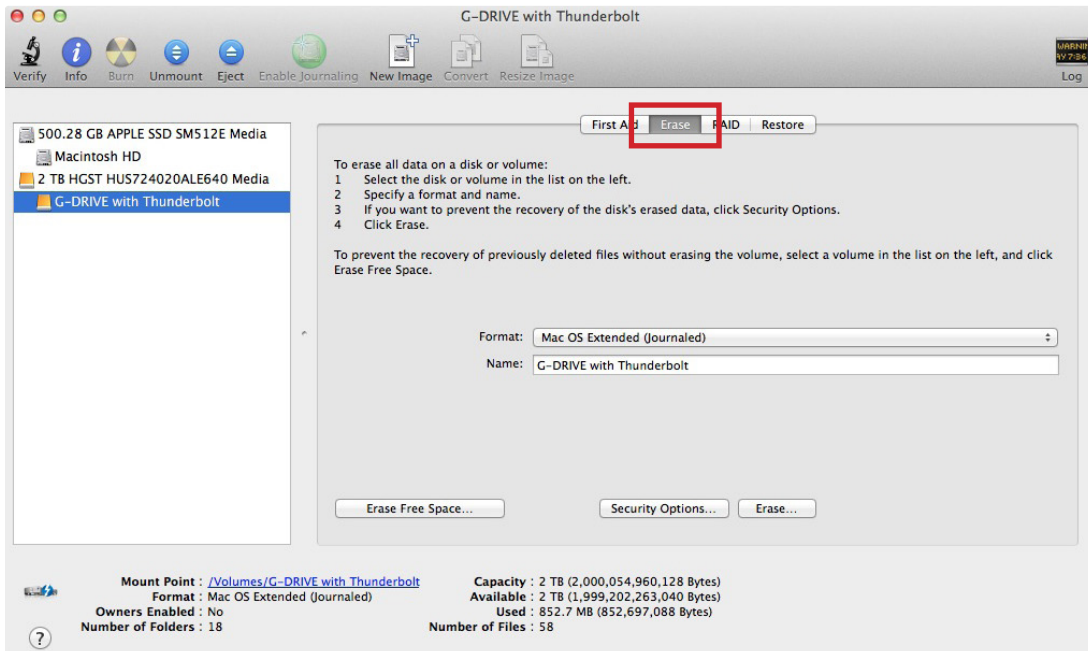 G-DRIVE with Thunderbolt
WARNIN
AY 7:36
Verify Info Burn Unmount Eject Enable Journaling New Image Convert Resize Image Log
500.28 GB APPLE SSD SM512E Media
Macintosh HD
2 TB HGST HUS724020ALE640 Media
G-DRIVE with Thunderbolt
First Aid Erase RAID Restore
To erase all data on a disk or volume:
1 Select the disk or volume in the list on the left.
2 Specify a format and name.
3 If you want to prevent the recovery of the disk's erased data, click Security Options.
4 Click Erase.
To prevent the recovery of previously deleted files without erasing the volume, select a volume in the list on the left, and click
Erase Free Space.
Format: Mac OS Extended (Journaled)
Name: G-DRIVE with Thunderbolt
Erase Free Space... Security Options... Erase...
Mount Point : /Volumes/G-DRIVE with Thunderbolt
Format : Mac OS Extended (Journaled)
Owners Enabled : No
Number of Folders : 18
Capacity : 2 TB (2,000,054,960,128 Bytes)
Available : 2 TB (1,999,202,263,040 Bytes)
Used : 852.7 MB (852,697,088 Bytes)
Number of Files : 58
?